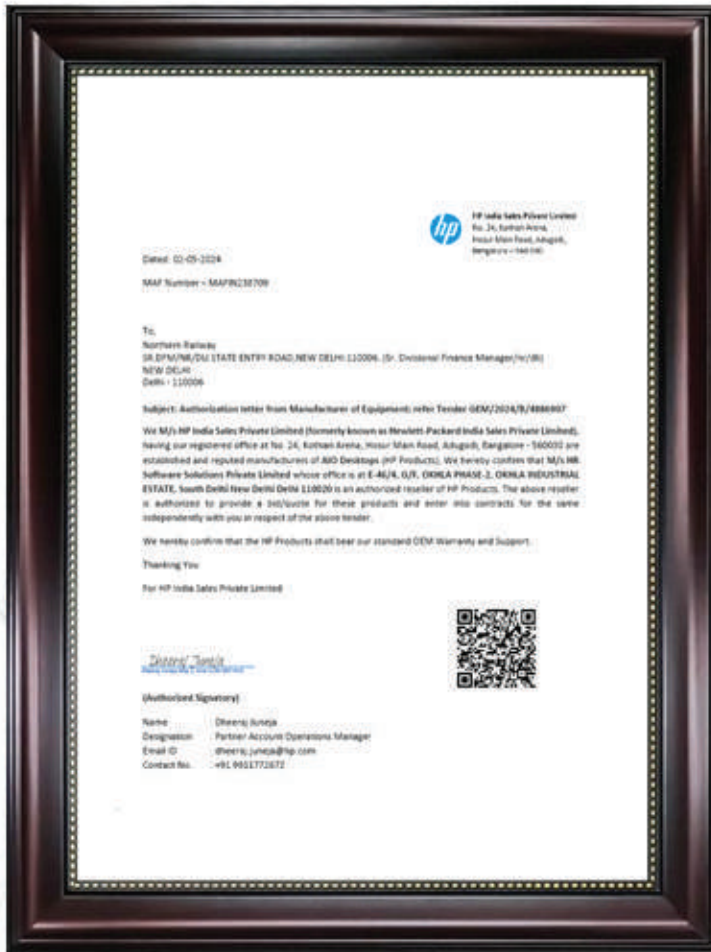 hp
HP India Sales Private Limited
No. 24, Kothari Arena,
Hosur Main Road, Adugodi,
Bengaluru – 560
Dated: 02-05-2024
MAF Number – MAFIN230709
To,
Northern Railway
SR.DFM/NR/DLI STATE ENTRY ROAD,NEW DELHI 110006. (Sr. Divisional Finance Manager/nr/dli)
NEW DELHI
Delhi - 110006
Subject: Authorization letter from Manufacturer of Equipment: refer Tender GEM/2024/B/4886907
We M/s HP India Sales Private Limited (formerly known as Hewlett-Packard India Sales Private Limited),
having our registered office at No. 24, Kothari Arena, Hosur Main Road, Adugodi, Bangalore - 560030 are
established and reputed manufacturers of AIO Desktops (HP Products). We hereby confirm that M/s HR
Software Solutions Private Limited whose office is at E-46/4, G/F, OKHLA PHASE-2, OKHLA INDUSTRIAL
ESTATE, South Delhi New Delhi Delhi 110020 is an authorized reseller of HP Products. The above reseller
is authorized to provide a bid/quote for these products and enter into contracts for the same
independently with you in respect of the above tender.
We hereby confirm that the HP Products shall bear our standard OEM Warranty and Support.
Thanking You
For HP India Sales Private Limited
Dheeraj Juneja
(Authorized Signatory)
Name Dheeraj Juneja
Designation Partner Account Operations Manager
Email ID dheeraj.juneja@hp.com
Contact No. +91 9911772672